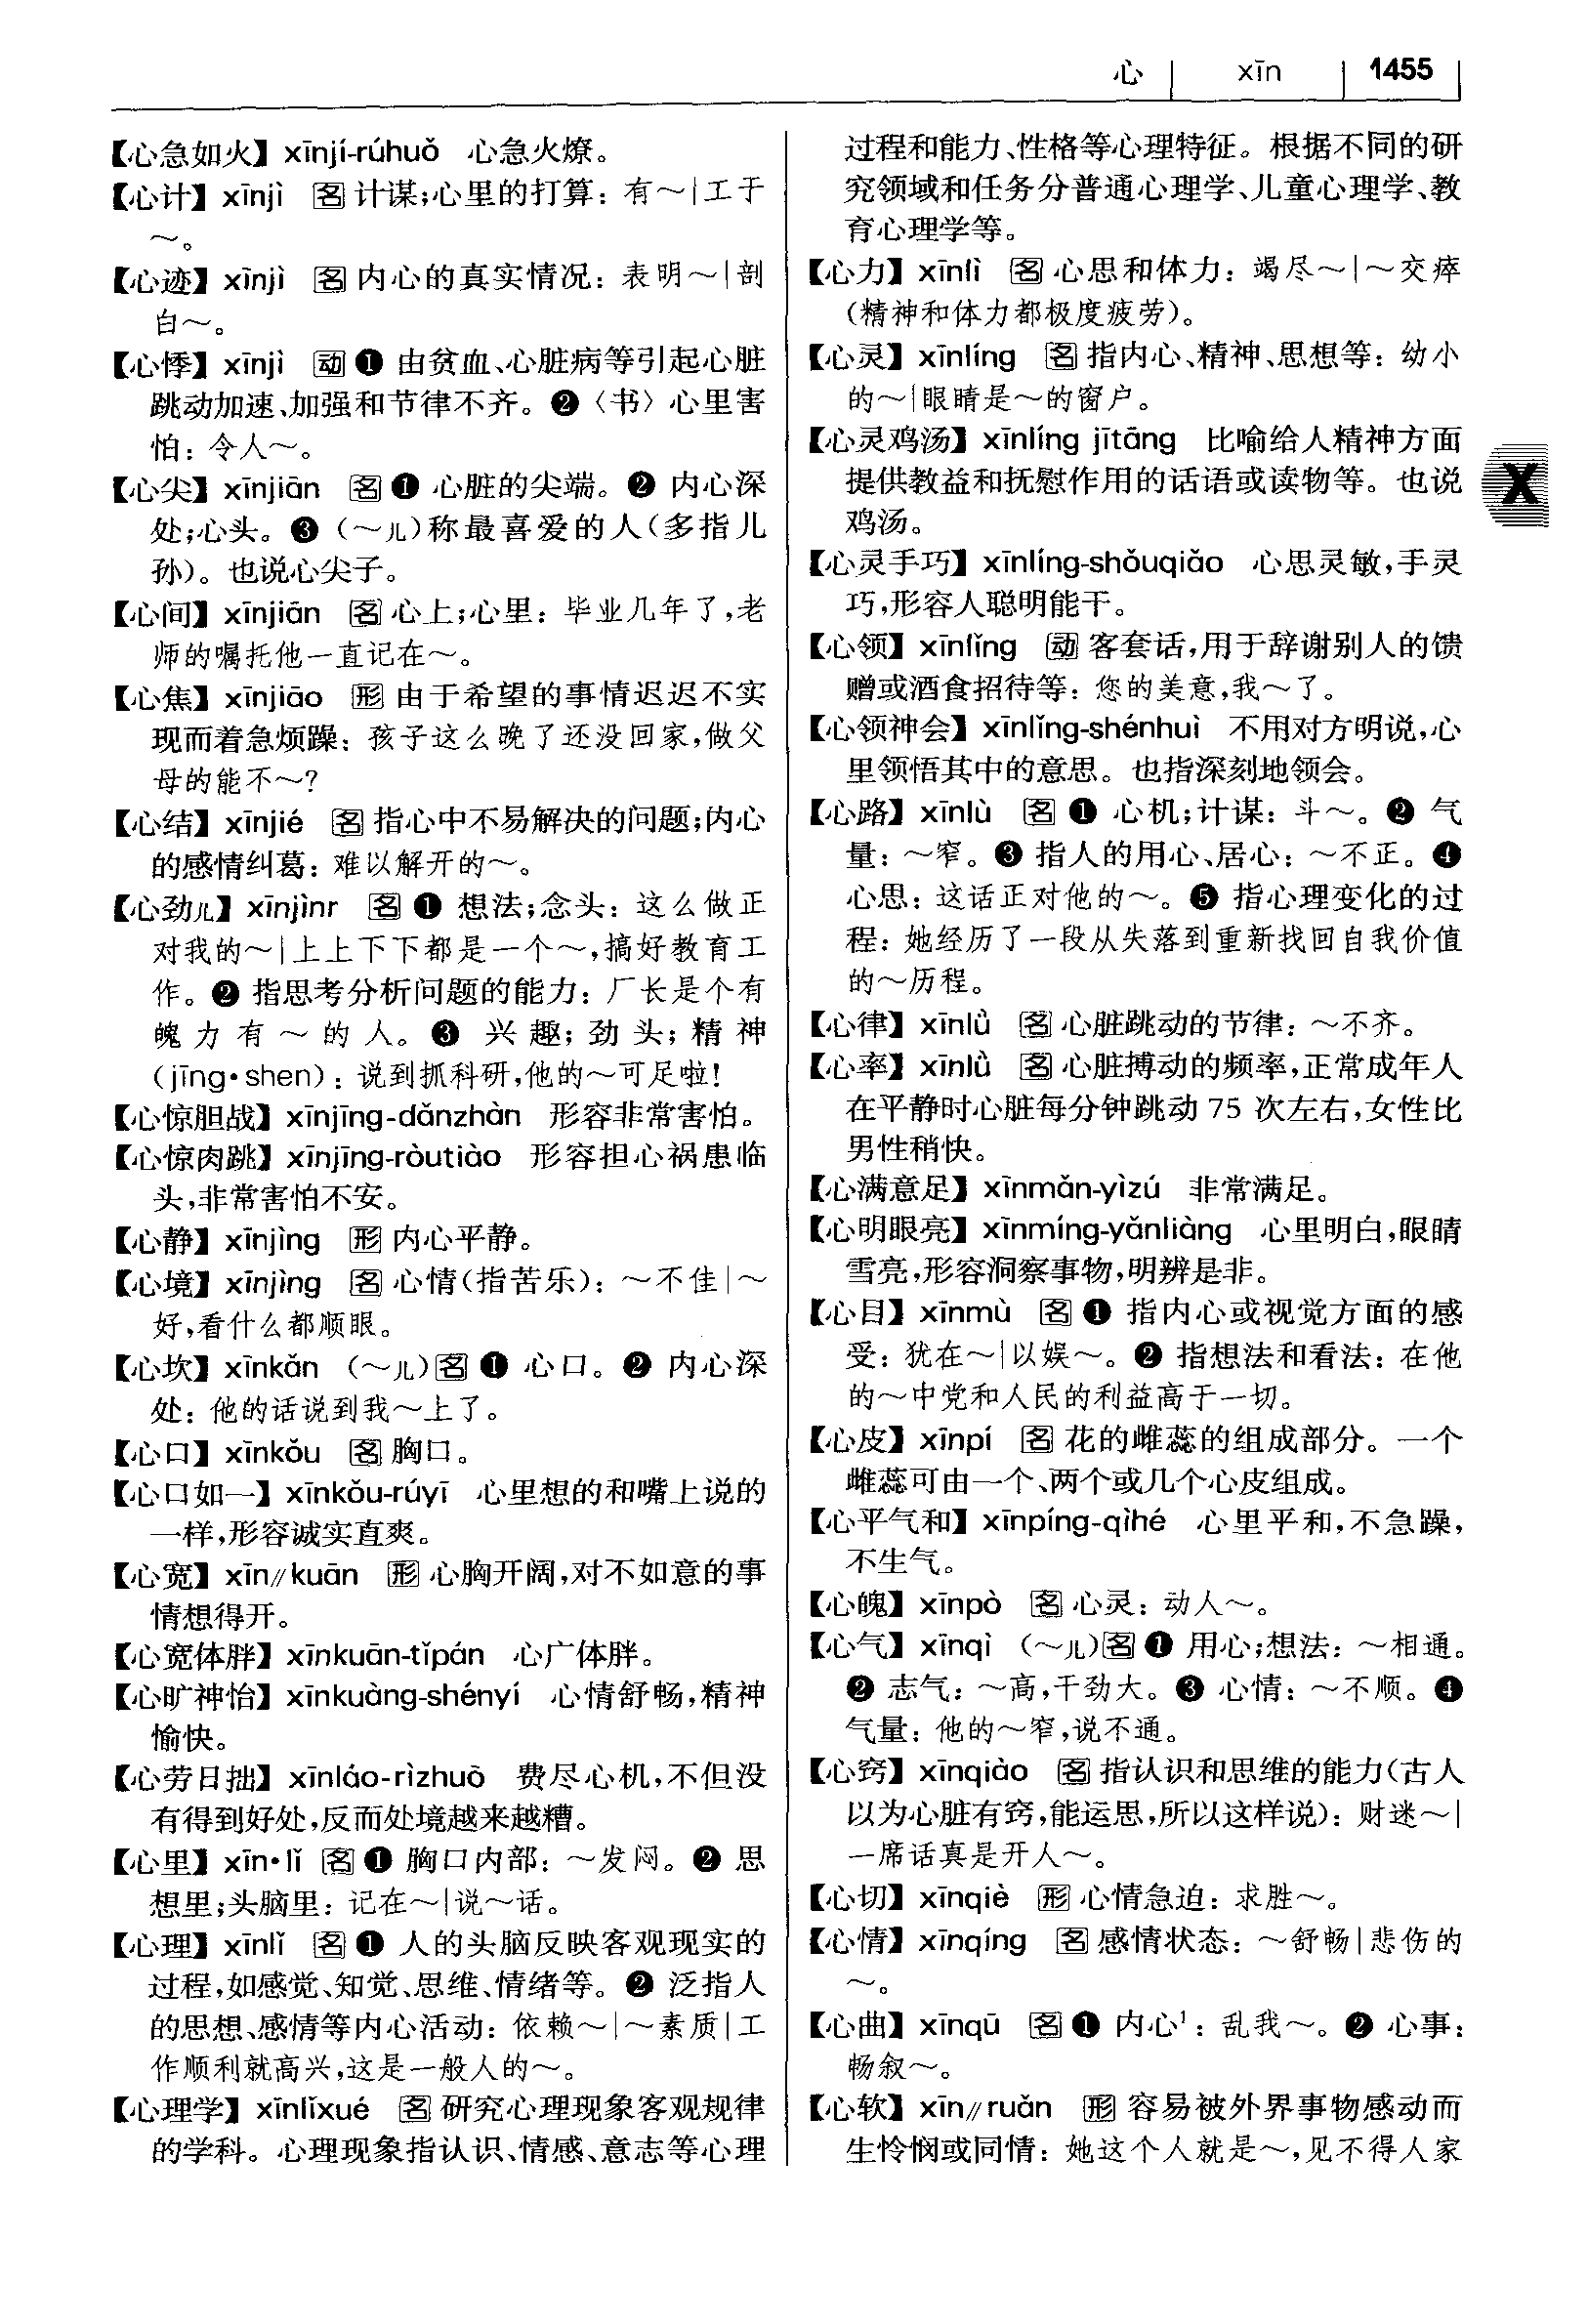 心 xīn 1455
【心急如火】xīnjí-rúhuǒ 心急火燎。
【心计】xīnjì 名 计谋;心里的打算:有～|工于
～。
【心迹】xīnjì 名 内心的真实情况:表明～|剖
白～。
【心悸】xīnjì 动 ❶ 由贫血、心脏病等引起心脏
跳动加速、加强和节律不齐。❷〈书〉心里害
怕:令人～。
【心尖】xīnjiān 名 ❶ 心脏的尖端。❷ 内心深
处;心头。❸(～儿)称最喜爱的人(多指儿
孙)。也说心尖子。
【心间】xīnjiān 名 心上;心里:毕业几年了,老
师的嘱托他一直记在～。
【心焦】xīnjiāo 形 由于希望的事情迟迟不实
现而着急烦躁:孩子这么晚了还没回家,做父
母的能不～?
【心结】xīnjié 名 指心中不易解决的问题;内心
的感情纠葛:难以解开的～。
【心劲儿】xīnjìnr 名 ❶ 想法;念头:这么做正
对我的～|上上下下都是一个～,搞好教育工
作。❷ 指思考分析问题的能力:厂长是个有
魄力有～的人。❸ 兴趣;劲头;精神
(jīng•shen):说到抓科研,他的～可足啦!
【心惊胆战】xīnjīng-dǎnzhàn 形容非常害怕。
【心惊肉跳】xīnjīng-ròutiào 形容担心祸患临
头,非常害怕不安。
【心静】xīnjìng 形 内心平静。
【心境】xīnjìng 名 心情(指苦乐):～不佳|～
好,看什么都顺眼。
【心坎】xīnkǎn (～儿)名 ❶ 心口。❷ 内心深
处:他的话说到我～上了。
【心口】xīnkǒu 名 胸口。
【心口如一】xīnkǒu-rúyī 心里想的和嘴上说的
一样,形容诚实直爽。
【心宽】xīn//kuān 形 心胸开阔,对不如意的事
情想得开。
【心宽体胖】xīnkuān-tǐpán 心广体胖。
【心旷神怡】xīnkuàng-shényí 心情舒畅,精神
愉快。
【心劳日拙】xīnláo-rìzhuō 费尽心机,不但没
有得到好处,反而处境越来越糟。
【心里】xīn•lǐ 名 ❶ 胸口内部:～发闷。❷ 思
想里;头脑里:记在～|说～话。
【心理】xīnlǐ 名 ❶ 人的头脑反映客观现实的
过程,如感觉、知觉、思维、情绪等。❷ 泛指人
的思想、感情等内心活动:依赖～|～素质|工
作顺利就高兴,这是一般人的～。
【心理学】xīnlǐxué 名 研究心理现象客观规律
的学科。心理现象指认识、情感、意志等心理
过程和能力、性格等心理特征。根据不同的研
究领域和任务分普通心理学、儿童心理学、教
育心理学等。
【心力】xīnlì 名 心思和体力:竭尽～|～交瘁
(精神和体力都极度疲劳)。
【心灵】xīnlíng 名 指内心、精神、思想等:幼小
的～|眼睛是～的窗户。
【心灵鸡汤】xīnlíng jītāng 比喻给人精神方面
提供教益和抚慰作用的话语或读物等。也说
鸡汤。
【心灵手巧】xīnlíng-shǒuqiǎo 心思灵敏,手灵
巧,形容人聪明能干。
【心领】xīnlǐng 动 客套话,用于辞谢别人的馈
赠或酒食招待等:您的美意,我～了。
【心领神会】xīnlǐng-shénhuì 不用对方明说,心
里领悟其中的意思。也指深刻地领会。
【心路】xīnlù 名 ❶ 心机;计谋:斗～。❷ 气
量:～窄。❸ 指人的用心、居心:～不正。❹
心思:这话正对他的～。❺ 指心理变化的过
程:她经历了一段从失落到重新找回自我价值
的～历程。
【心律】xīnlǜ 名 心脏跳动的节律:～不齐。
【心率】xīnlǜ 名 心脏搏动的频率,正常成年人
在平静时心脏每分钟跳动 75 次左右,女性比
男性稍快。
【心满意足】xīnmǎn-yìzú 非常满足。
【心明眼亮】xīnmíng-yǎnliàng 心里明白,眼睛
雪亮,形容洞察事物,明辨是非。
【心目】xīnmù 名 ❶ 指内心或视觉方面的感
受:犹在～|以娱～。❷ 指想法和看法:在他
的～中党和人民的利益高于一切。
【心皮】xīnpí 名 花的雌蕊的组成部分。一个
雌蕊可由一个、两个或几个心皮组成。
【心平气和】xīnpíng-qìhé 心里平和,不急躁,
不生气。
【心魄】xīnpò 名 心灵:动人～。
【心气】xīnqì (～儿)名 ❶ 用心;想法:～相通。
❷ 志气:～高,干劲大。❸ 心情:～不顺。❹
气量:他的～窄,说不通。
【心窍】xīnqiào 名 指认识和思维的能力(古人
以为心脏有窍,能运思,所以这样说):财迷～|
一席话真是开人～。
【心切】xīnqiè 形 心情急迫:求胜～。
【心情】xīnqíng 名 感情状态:～舒畅|悲伤的
～。
【心曲】xīnqū 名 ❶ 内心¹:乱我～。❷ 心事:
畅叙～。
【心软】xīn//ruǎn 形 容易被外界事物感动而
生怜悯或同情:她这个人就是～,见不得人家
X